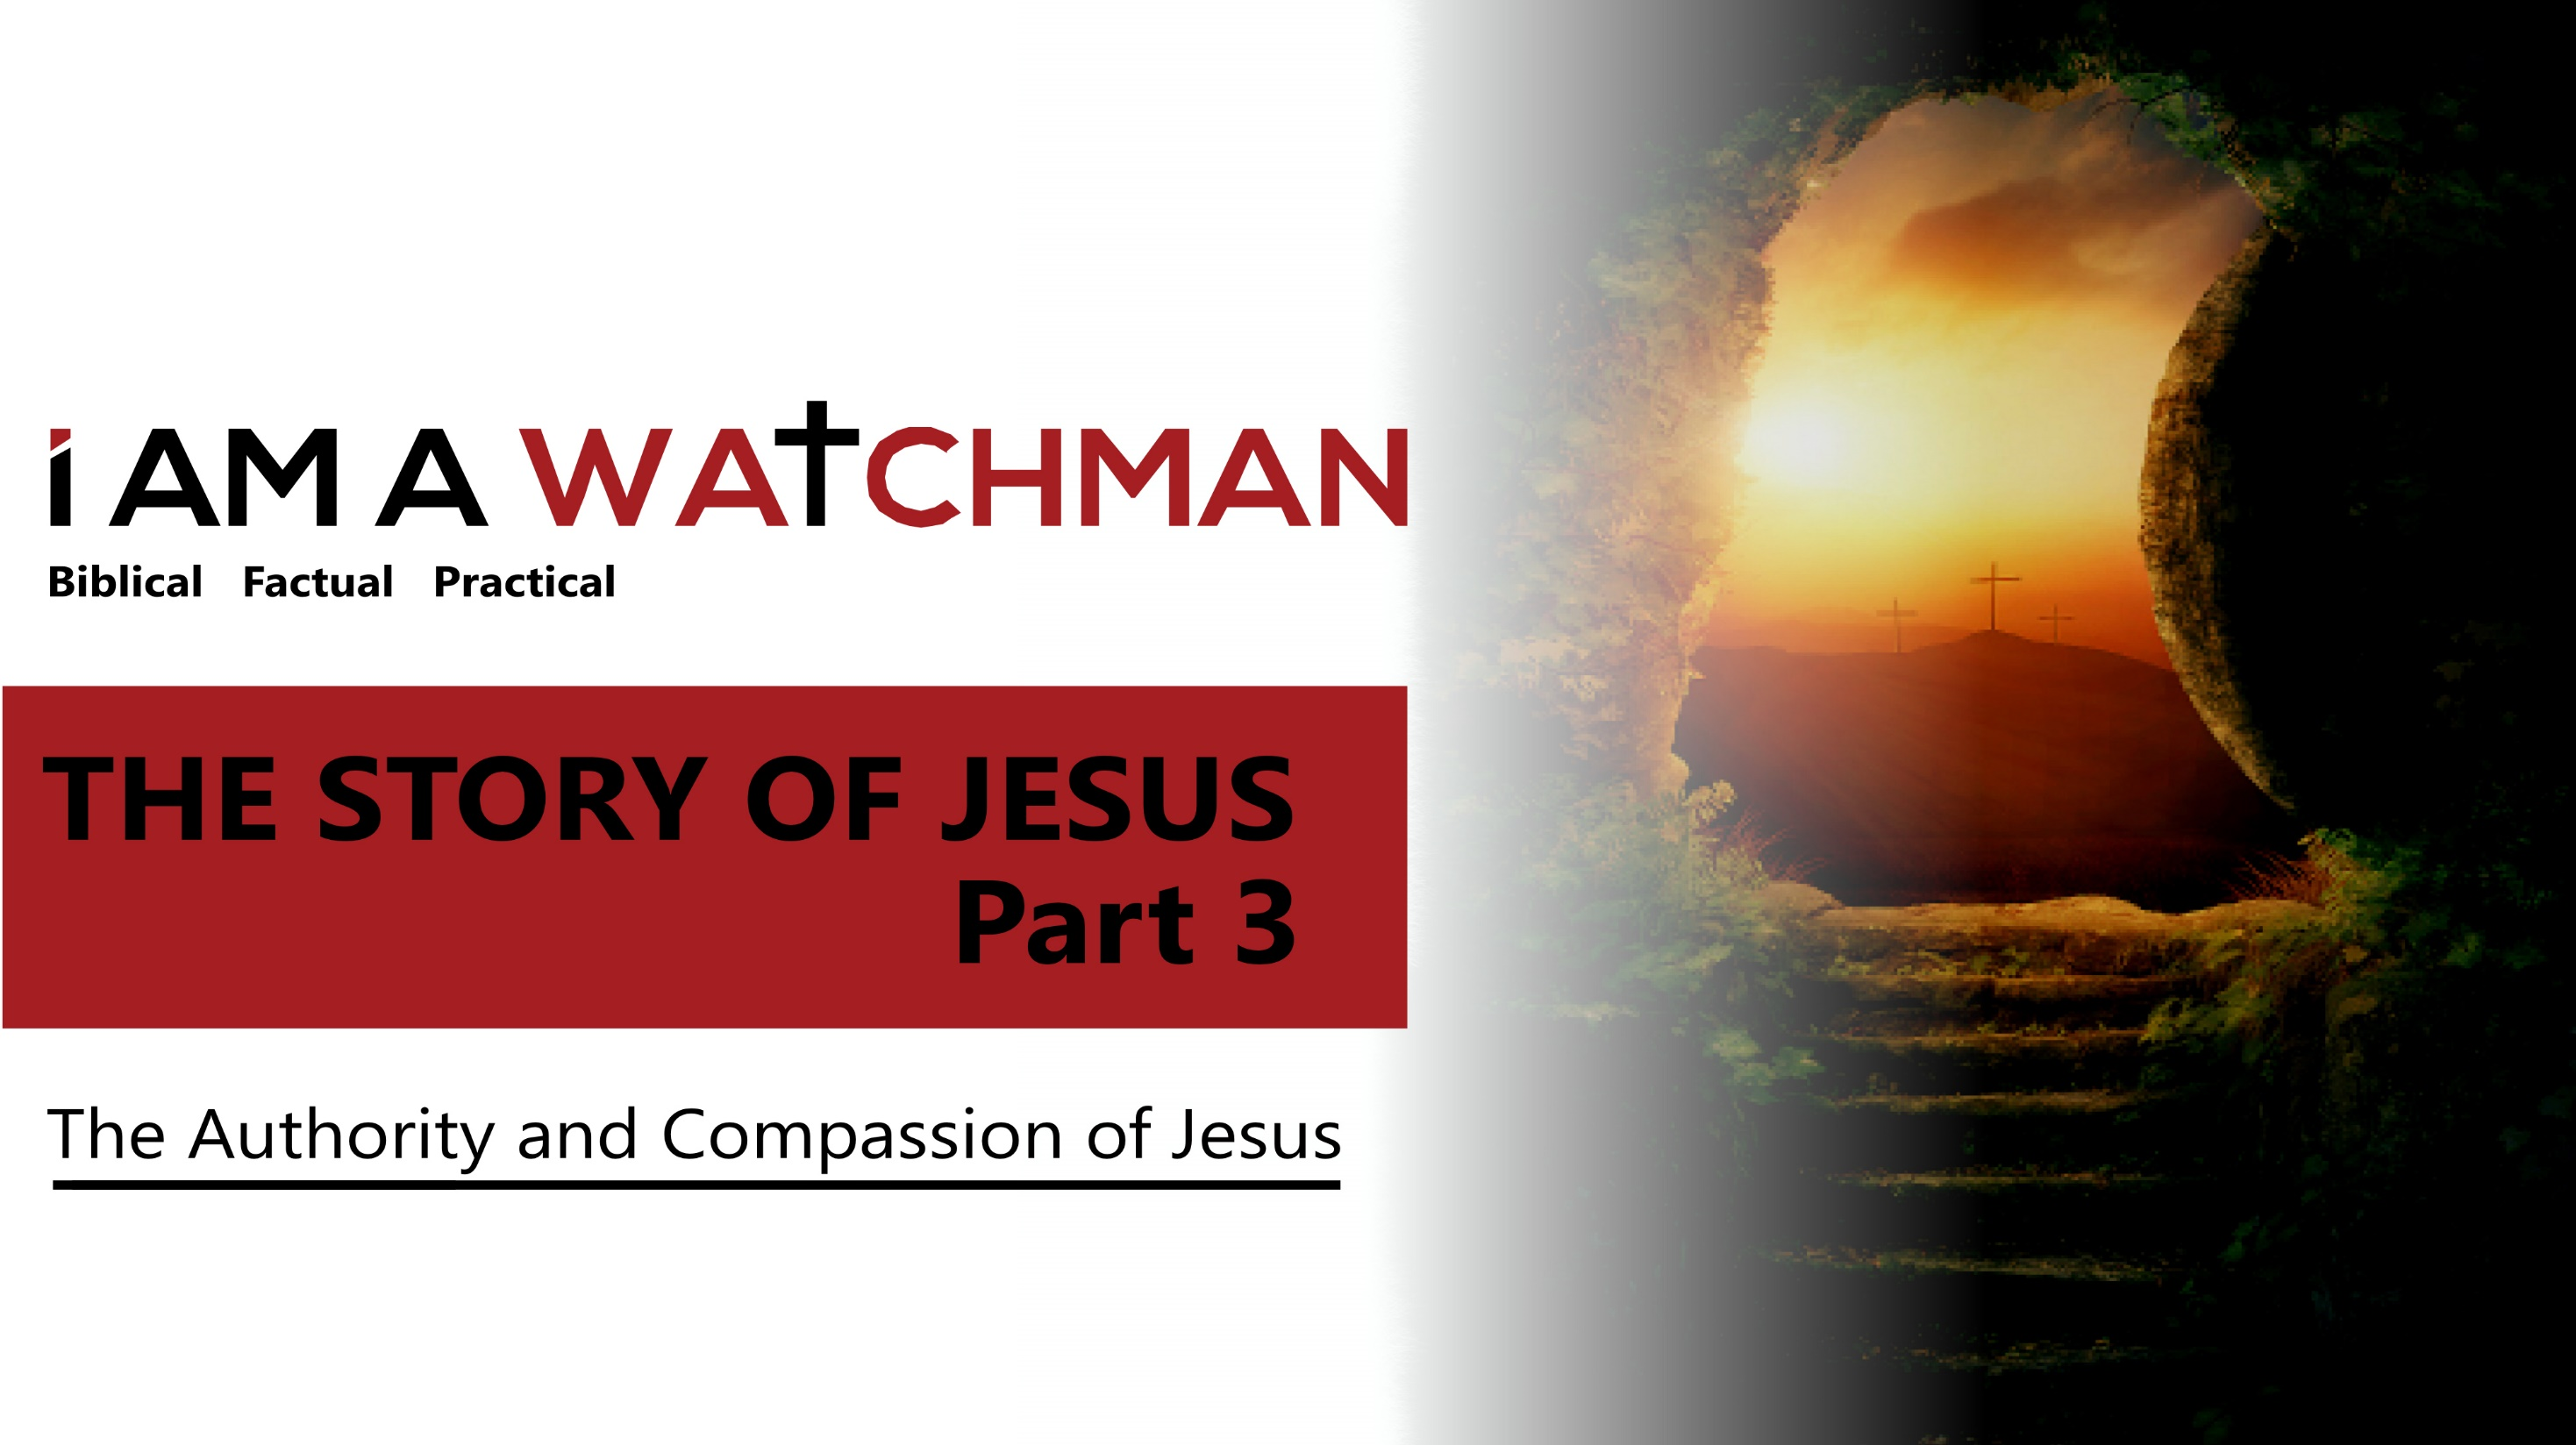 i AM A WATCHMAN
Biblical Factual Practical
THE STORY OF JESUS
Part 3
The Authority and Compassion of Jesus